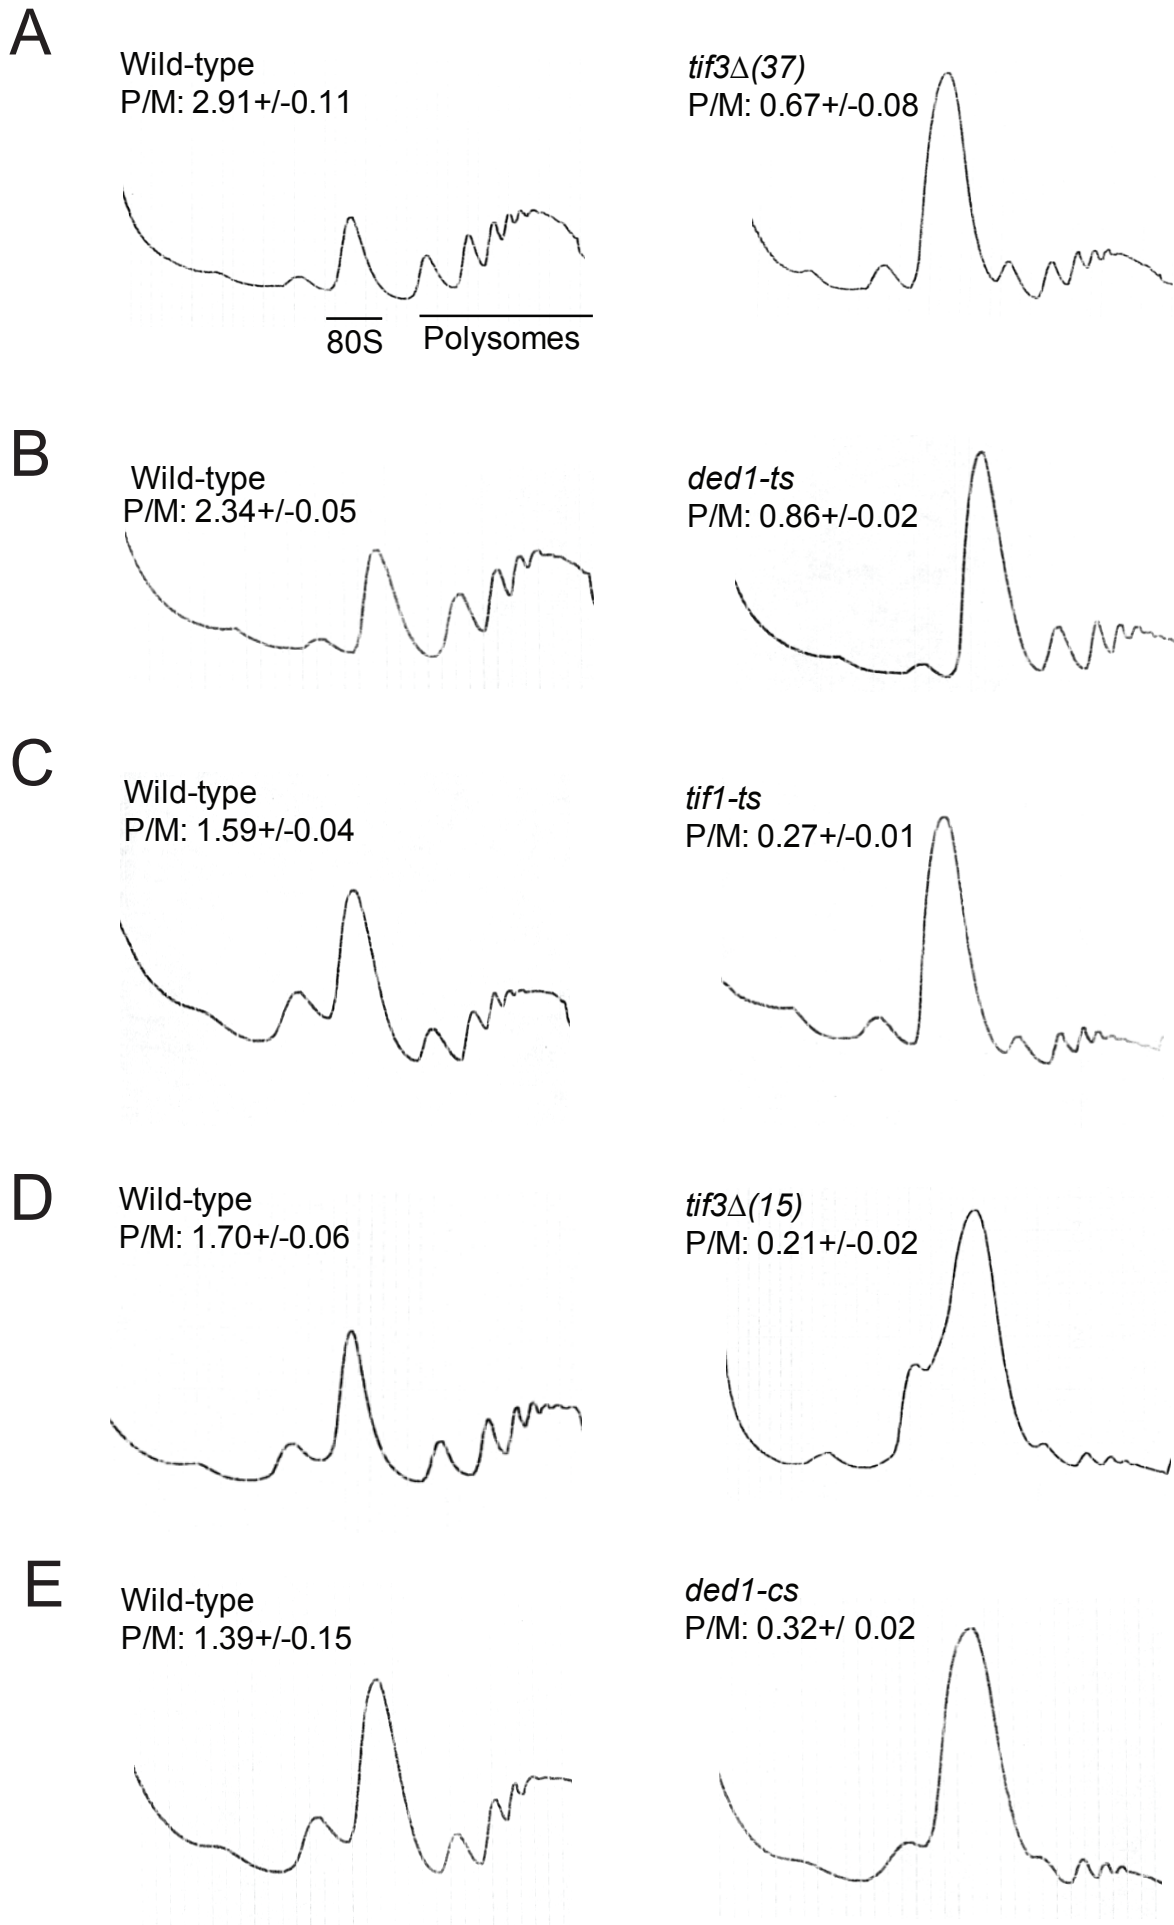 A
Wild-type
P/M: 2.91+/-0.11
tif3Δ(37)
P/M: 0.67+/-0.08
80S
Polysomes
B
Wild-type
P/M: 2.34+/-0.05
ded1-ts
P/M: 0.86+/-0.02
C
Wild-type
P/M: 1.59+/-0.04
tif1-ts
P/M: 0.27+/-0.01
D
Wild-type
P/M: 1.70+/-0.06
tif3Δ(15)
P/M: 0.21+/-0.02
E
Wild-type
P/M: 1.39+/-0.15
ded1-cs
P/M: 0.32+/ 0.02